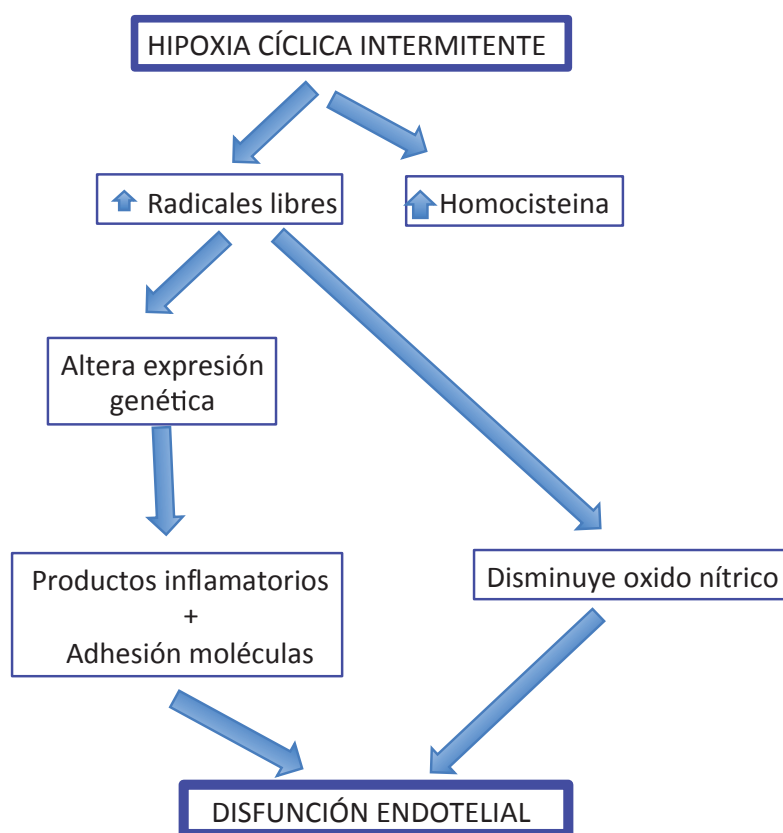 HIPOXIA CÍCLICA INTERMITENTE
Radicales libres
Homocisteina
Altera expresión
genética
Productos inflamatorios
+
Adhesión moléculas
Disminuye oxido nítrico
DISFUNCIÓN ENDOTELIAL